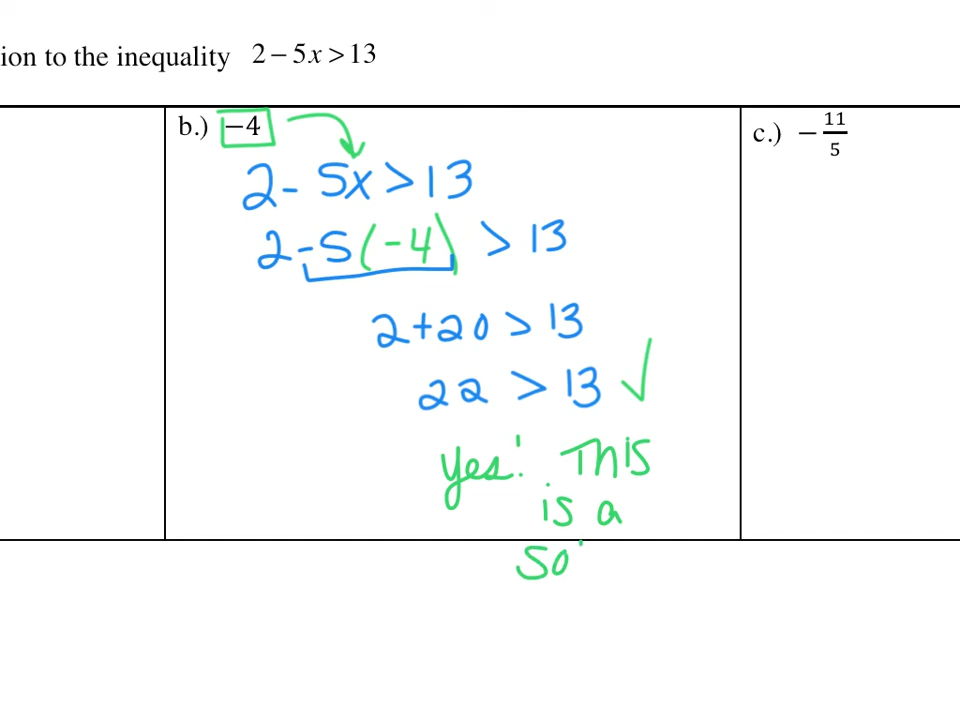 ion to the inequality 2 − 5x > 13
b.) −4
c.) −11/5
2 - 5x > 13
2 - 5(-4) > 13
2 + 20 > 13
22 > 13 ✓
yes! This
is a
so